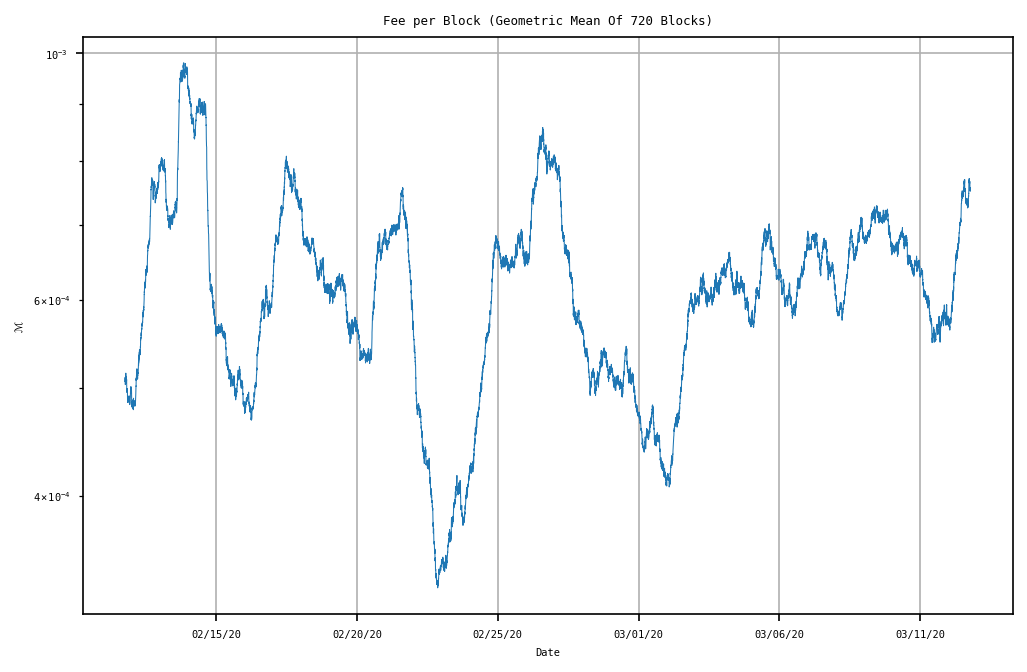 Fee per Block (Geometric Mean Of 720 Blocks)
10⁻³
6×10⁻⁴
4×10⁻⁴
ℳ
02/15/20 02/20/20 02/25/20 03/01/20 03/06/20 03/11/20
Date